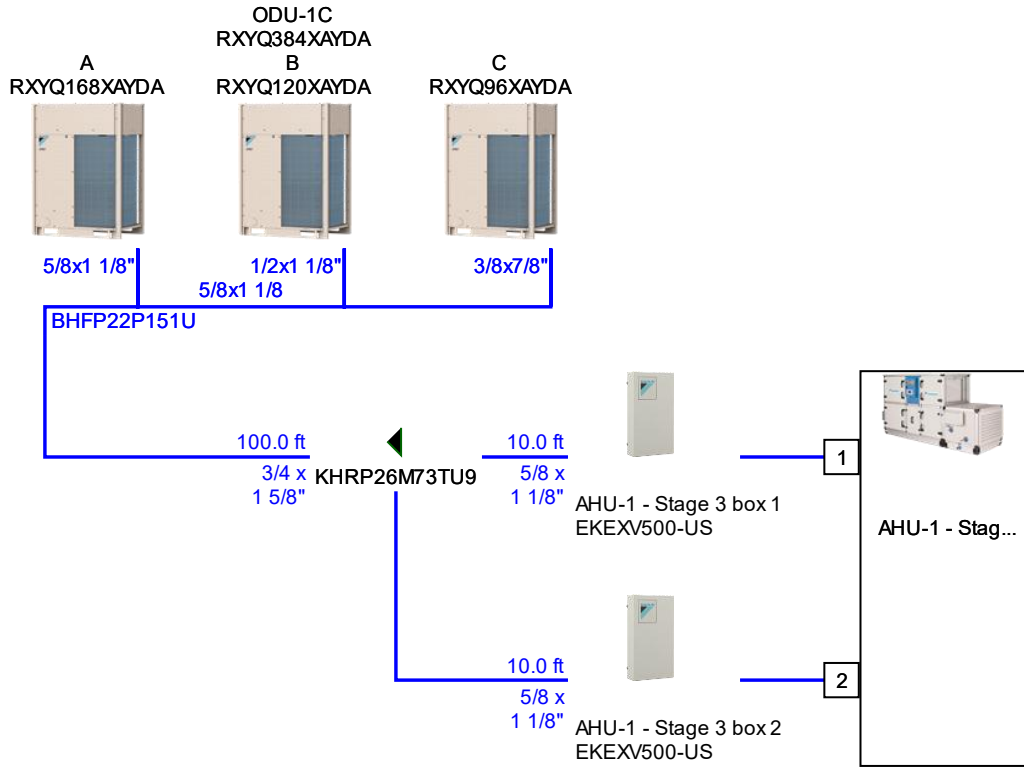 ODU-1C
RXYQ384XAYDA
A
B
C
RXYQ168XAYDA
RXYQ120XAYDA
RXYQ96XAYDA
5/8x1 1/8"
1/2x1 1/8"
3/8x7/8"
5/8x1 1/8
BHFP22P151U
100.0 ft
3/4 x
1 5/8"
KHRP26M73TU9
10.0 ft
5/8 x
1 1/8"
AHU-1 - Stage 3 box 1
EKEXV500-US
1
AHU-1 - Stag...
10.0 ft
5/8 x
1 1/8"
AHU-1 - Stage 3 box 2
EKEXV500-US
2